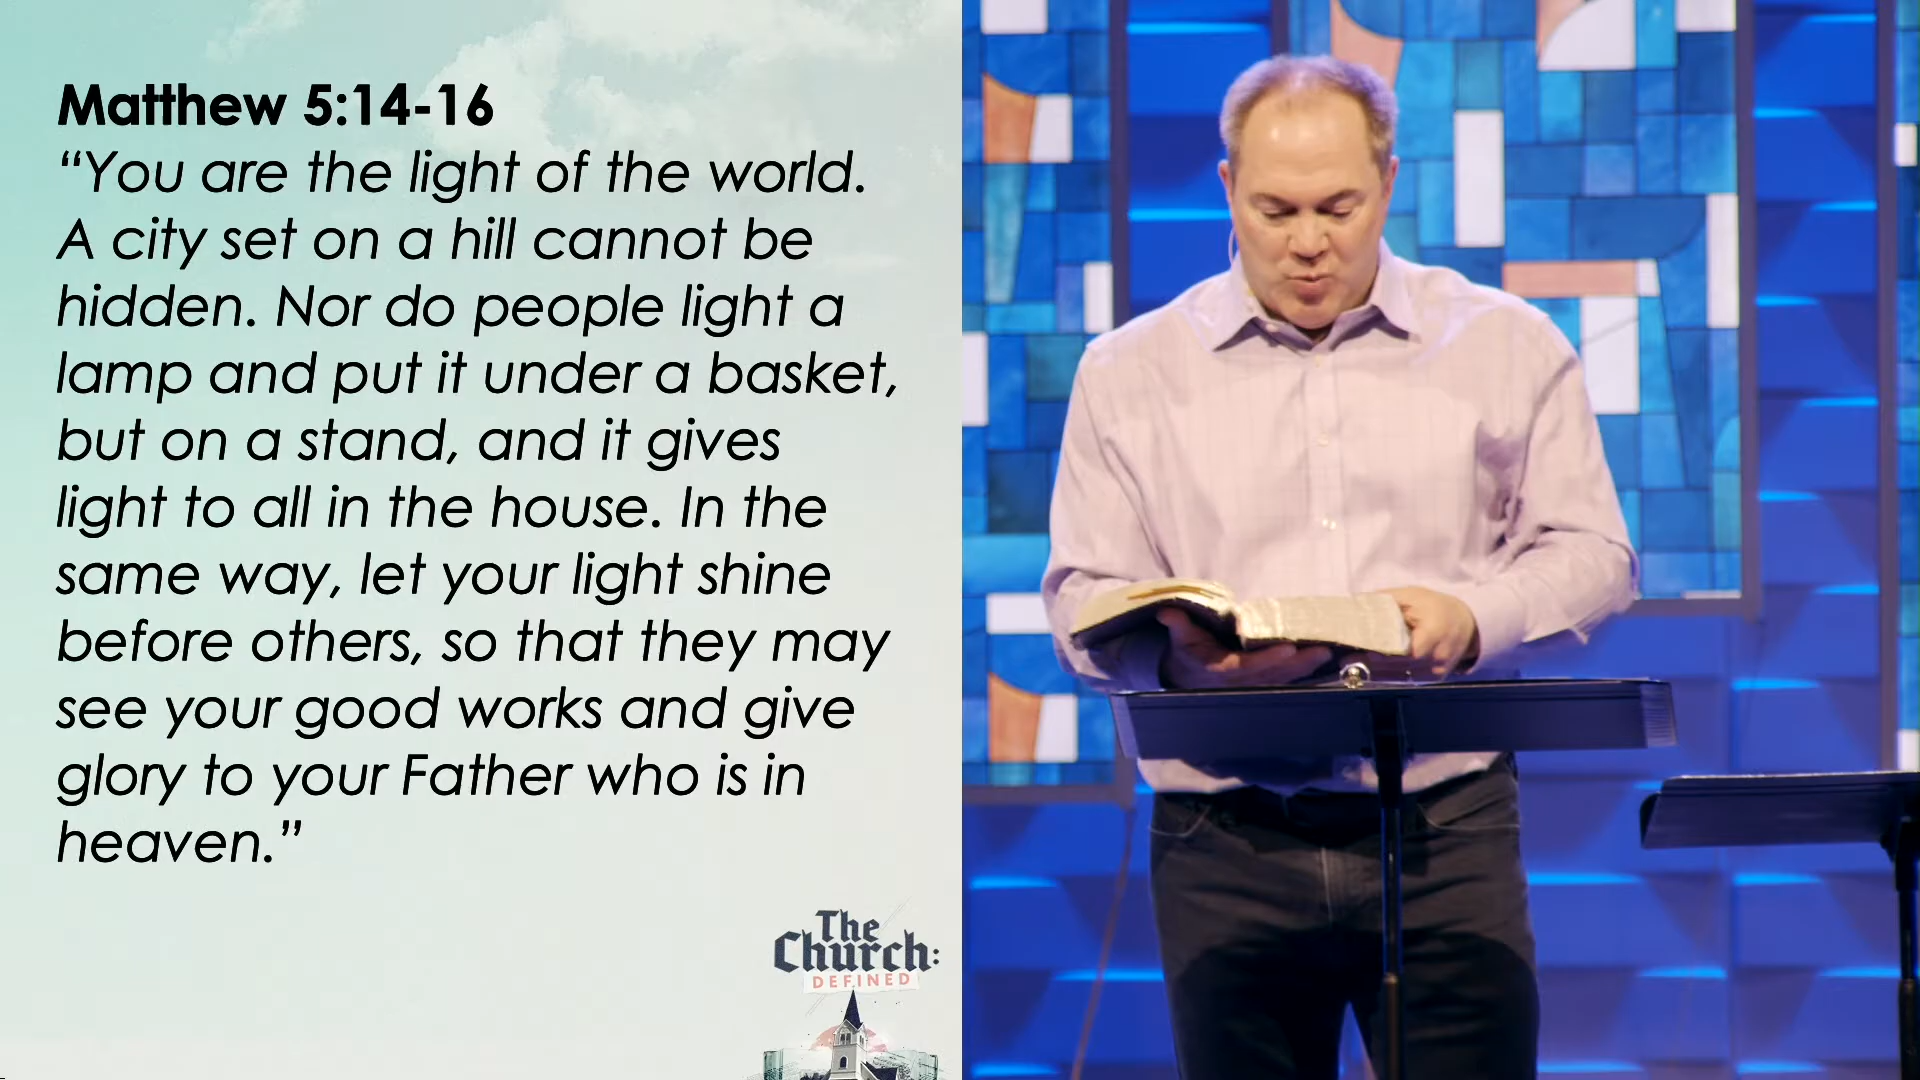 Matthew 5:14-16
“You are the light of the world.
A city set on a hill cannot be
hidden. Nor do people light a
lamp and put it under a basket,
but on a stand, and it gives
light to all in the house. In the
same way, let your light shine
before others, so that they may
see your good works and give
glory to your Father who is in
heaven.”
The
Church:
DEFINED